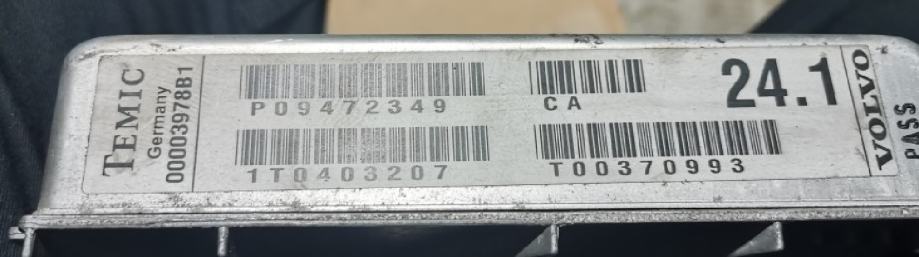 TEMIC
Germany
00003978B1
P09472349
CA
24.1
1T0403207
T00370993
VOLVO
PASS